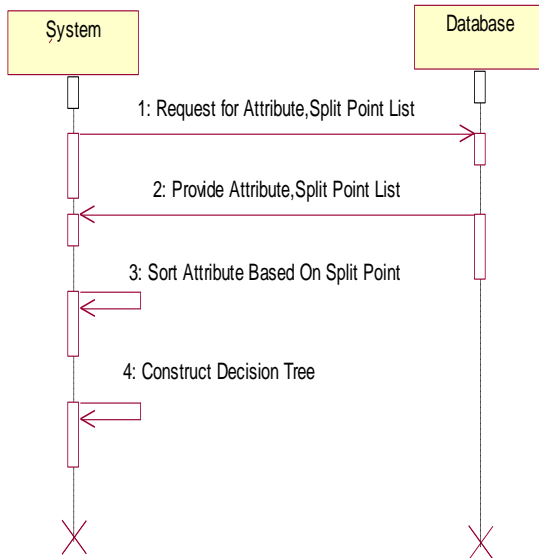 System
Database
1: Request for Attribute,Split Point List
2: Provide Attribute,Split Point List
3: Sort Attribute Based On Split Point
4: Construct Decision Tree